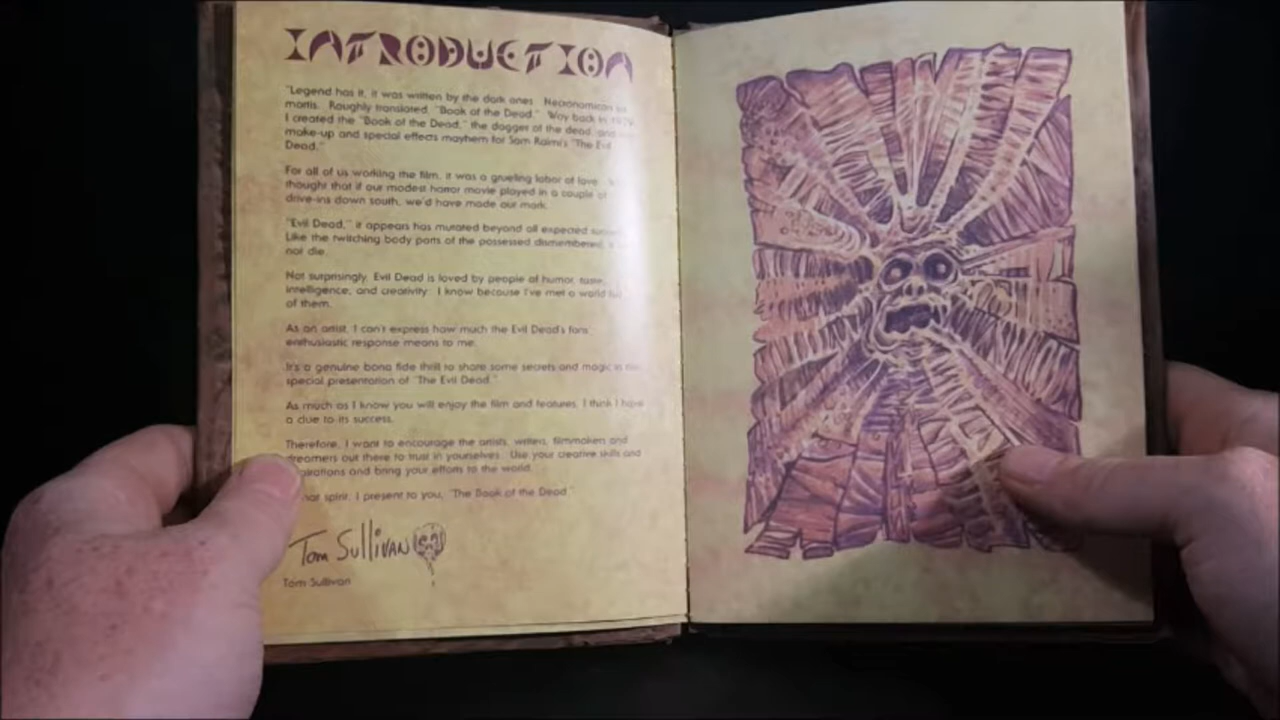 INTRODUCTION
"Legend has it, it was written by the dark ones. Necronomicon ex
mortis. Roughly translated, "Book of the Dead." Way back in 1979,
I created the "Book of the Dead," the dagger of the dead, and
make-up and special effects mayhem for Sam Raimi's "The Evil
Dead."
For all of us working the film, it was a grueling labor of love.
thought that if our modest horror movie played in a couple of
drive-ins down south, we'd have made our mark.
"Evil Dead," it appears has mutated beyond all expected
Like the twitching body parts of the possessed dismembered, it
not die.
Not surprisingly, Evil Dead is loved by people of humor, taste,
intelligence, and creativity. I know because I've met a world full
of them.
As an artist, I can't express how much the Evil Dead's fans
enthusiastic response means to me.
It's a genuine bona fide thrill to share some secrets and magic in
special presentation of "The Evil Dead."
As much as I know you will enjoy the film and features, I think I have
a clue to its success.
Therefore, I want to encourage the artists, writers, filmmakers and
dreamers out there to trust in yourselves. Use your creative skills and
and bring your efforts to the world.
spirit, I present to you, "The Book of the Dead."
Tom Sullivan
Tom Sullivan